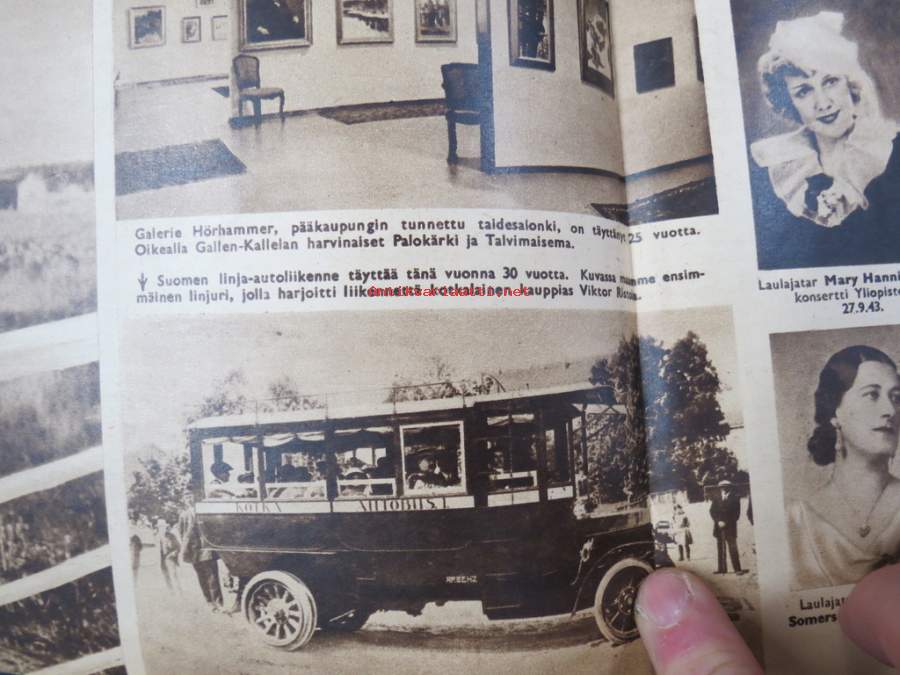 Galerie Hörhammer, pääkaupungin tunnettu taidesalonki, on täyttänyt 25 vuotta.
Oikealla Gallen-Kallelan harvinaiset Palokärki ja Talvimaisema.
Suomen linja-autoliikenne täyttää tänä vuonna 30 vuotta. Kuvassa maamme ensim-
mäinen linjuri, jolla harjoitti liikennettä kotkalainen kauppias Viktor
KOTKA AUTOBUS. 1.
Laulajatar Mary Hanni
konsertti Yliopist
27.9.43.
Laulajat
Somers